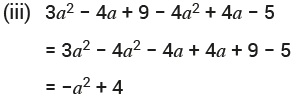 (iii) 3a² − 4a + 9 − 4a² + 4a − 5
= 3a² − 4a² − 4a + 4a + 9 − 5
= −a² + 4